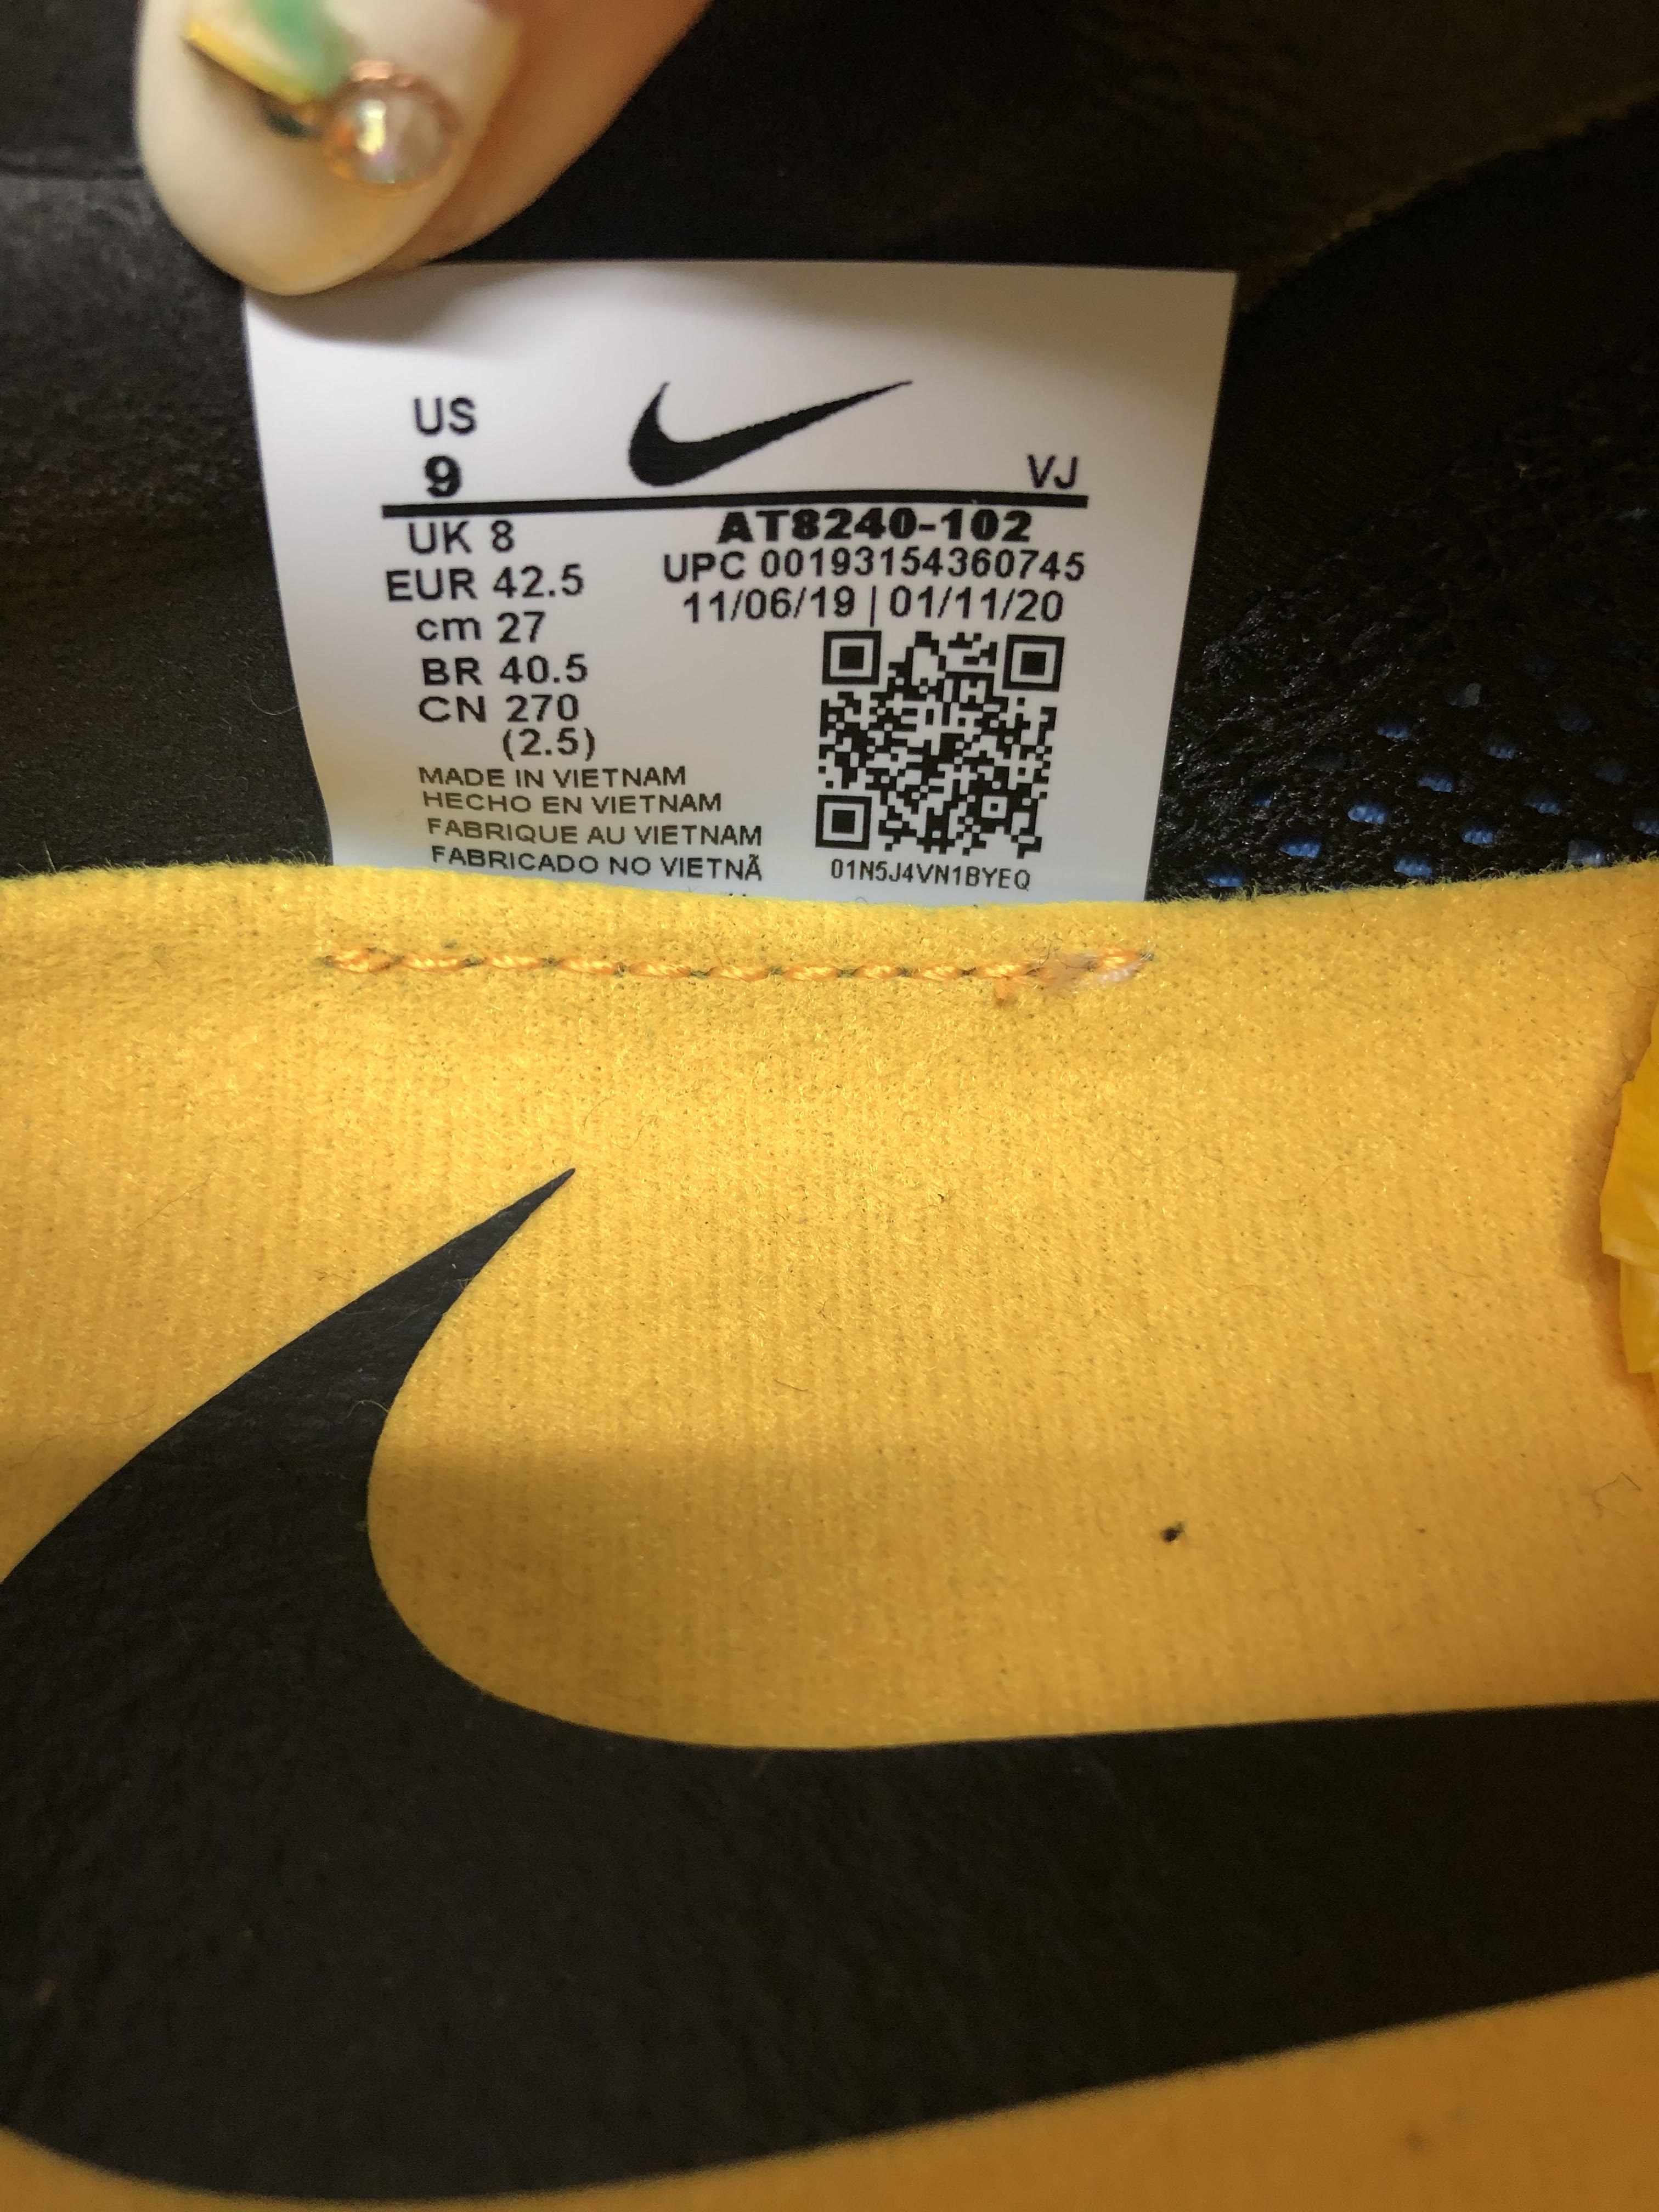 US
9
VJ
UK 8
EUR 42.5
cm 27
BR 40.5
CN 270
(2.5)
MADE IN VIETNAM
HECHO EN VIETNAM
FABRIQUE AU VIETNAM
FABRICADO NO VIETNÃ
AT8240-102
UPC 00193154360745
11/06/19 | 01/11/20
01N5J4VN1BYEQ